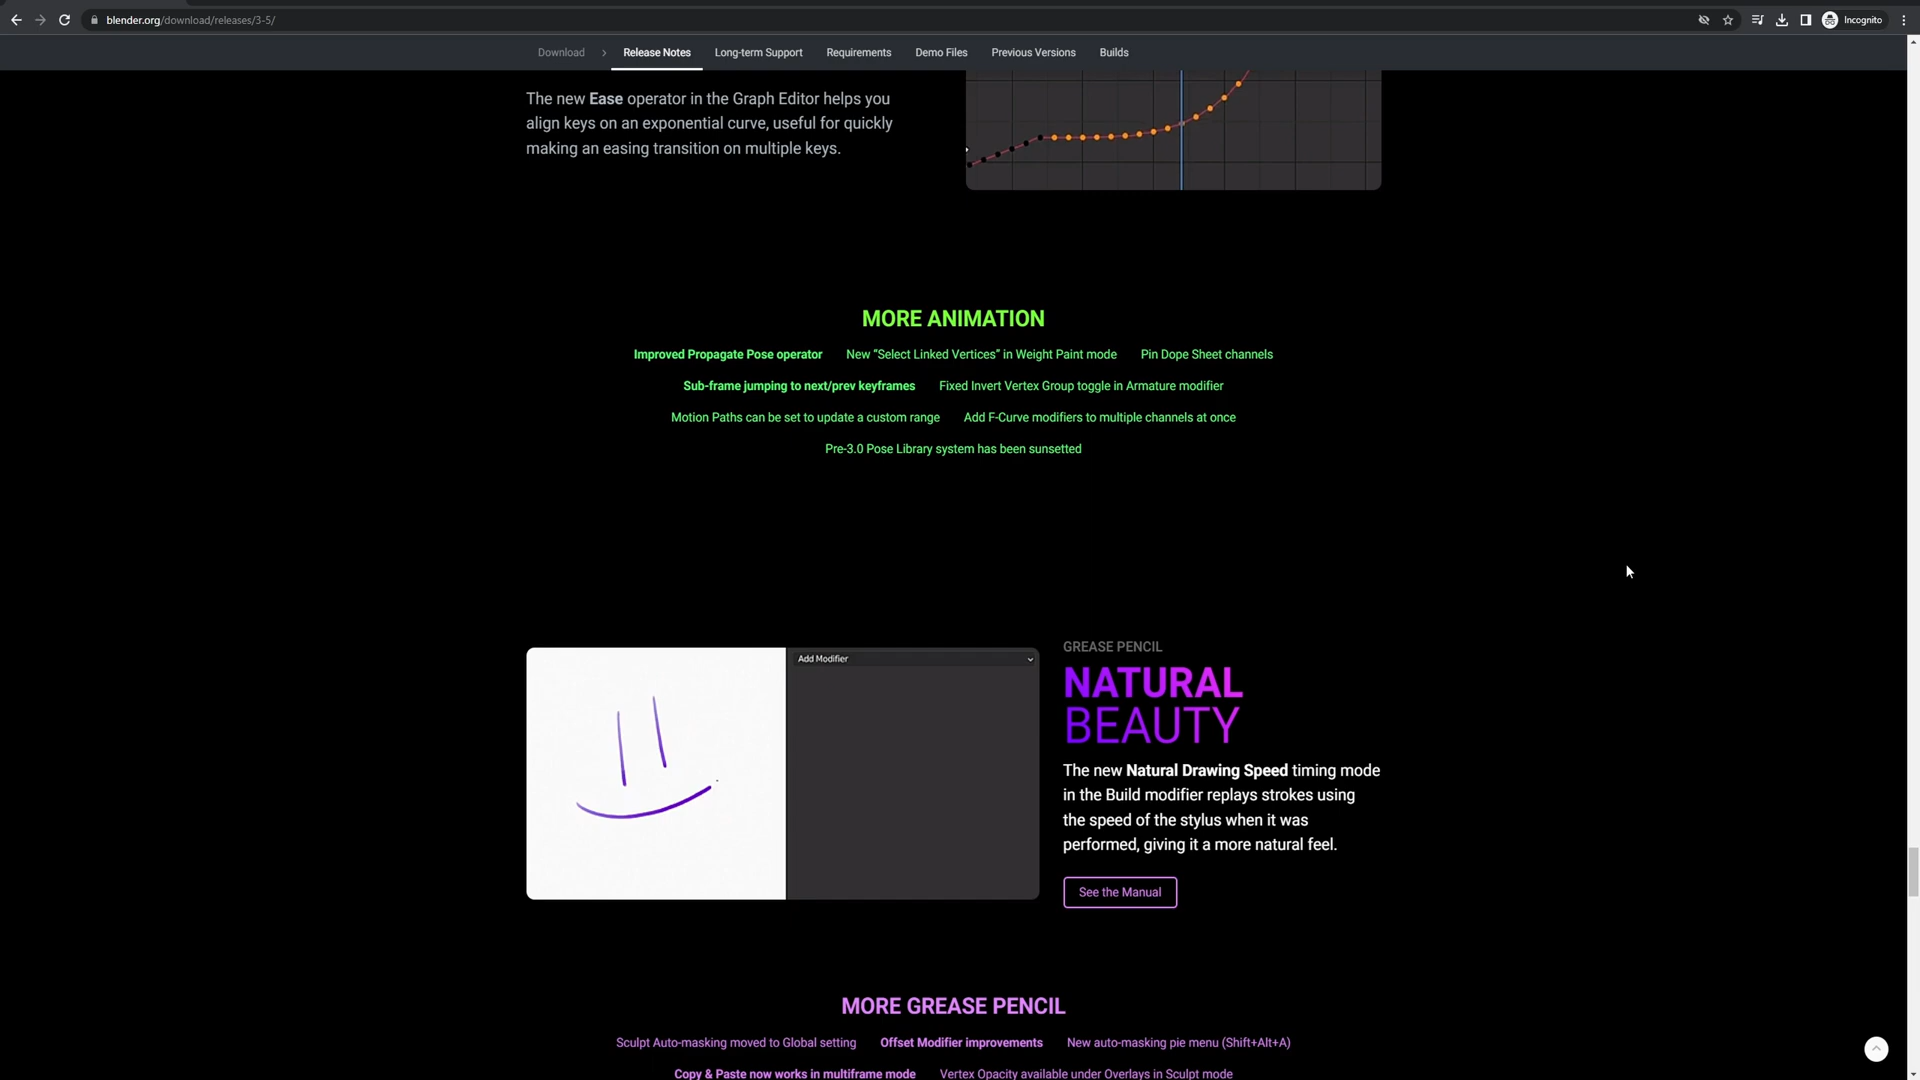 blender.org/download/releases/3-5/
Incognito
Download
Release Notes
Long-term Support
Requirements
Demo Files
Previous Versions
Builds
The new Ease operator in the Graph Editor helps you
align keys on an exponential curve, useful for quickly
making an easing transition on multiple keys.
MORE ANIMATION
Improved Propagate Pose operator New “Select Linked Vertices” in Weight Paint mode Pin Dope Sheet channels
Sub-frame jumping to next/prev keyframes Fixed Invert Vertex Group toggle in Armature modifier
Motion Paths can be set to update a custom range Add F-Curve modifiers to multiple channels at once
Pre-3.0 Pose Library system has been sunsetted
Add Modifier
GREASE PENCIL
NATURAL
BEAUTY
The new Natural Drawing Speed timing mode
in the Build modifier replays strokes using
the speed of the stylus when it was
performed, giving it a more natural feel.
See the Manual
MORE GREASE PENCIL
Sculpt Auto-masking moved to Global setting Offset Modifier improvements New auto-masking pie menu (Shift+Alt+A)
Copy & Paste now works in multiframe mode Vertex Opacity available under Overlays in Sculpt mode